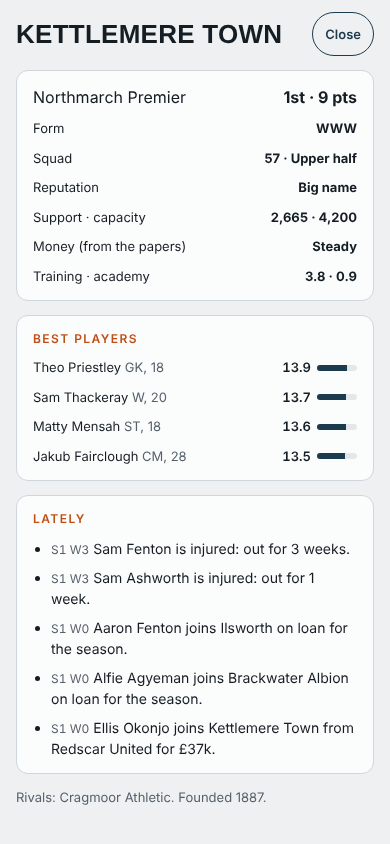 KETTLEMERE TOWN
Close
Northmarch Premier 1st · 9 pts
Form WWW
Squad 57 · Upper half
Reputation Big name
Support · capacity 2,665 · 4,200
Money (from the papers) Steady
Training · academy 3.8 · 0.9
BEST PLAYERS
Theo Priestley GK, 18 13.9
Sam Thackeray W, 20 13.7
Matty Mensah ST, 18 13.6
Jakub Fairclough CM, 28 13.5
LATELY
• S1 W3 Sam Fenton is injured: out for 3 weeks.
• S1 W3 Sam Ashworth is injured: out for 1
week.
• S1 W0 Aaron Fenton joins Ilsworth on loan for
the season.
• S1 W0 Alfie Agyeman joins Brackwater Albion
on loan for the season.
• S1 W0 Ellis Okonjo joins Kettlemere Town from
Redscar United for £37k.
Rivals: Cragmoor Athletic. Founded 1887.